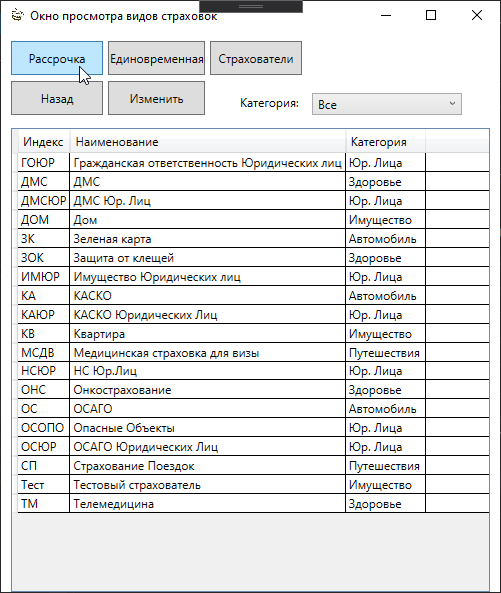 Окно просмотра видов страховок
Рассрочка Единовременная Страхователи
Назад Изменить Категория: Все
Индекс Наименование Категория
ГОЮР Гражданская ответственность Юридических лиц Юр. Лица
ДМС ДМС Здоровье
ДМСЮР ДМС Юр. Лиц Юр. Лица
ДОМ Дом Имущество
ЗК Зеленая карта Автомобиль
ЗОК Защита от клещей Здоровье
ИМЮР Имущество Юридических лиц Юр. Лица
КА КАСКО Автомобиль
КАЮР КАСКО Юридических Лиц Юр. Лица
КВ Квартира Имущество
МСДВ Медицинская страховка для визы Путешествия
НСЮР НС Юр.Лиц Юр. Лица
ОНС Онкострахование Здоровье
ОС ОСАГО Автомобиль
ОСОПО Опасные Объекты Юр. Лица
ОСЮР ОСАГО Юридических Лиц Юр. Лица
СП Страхование Поездок Путешествия
Тест Тестовый страхователь Имущество
ТМ Телемедицина Здоровье